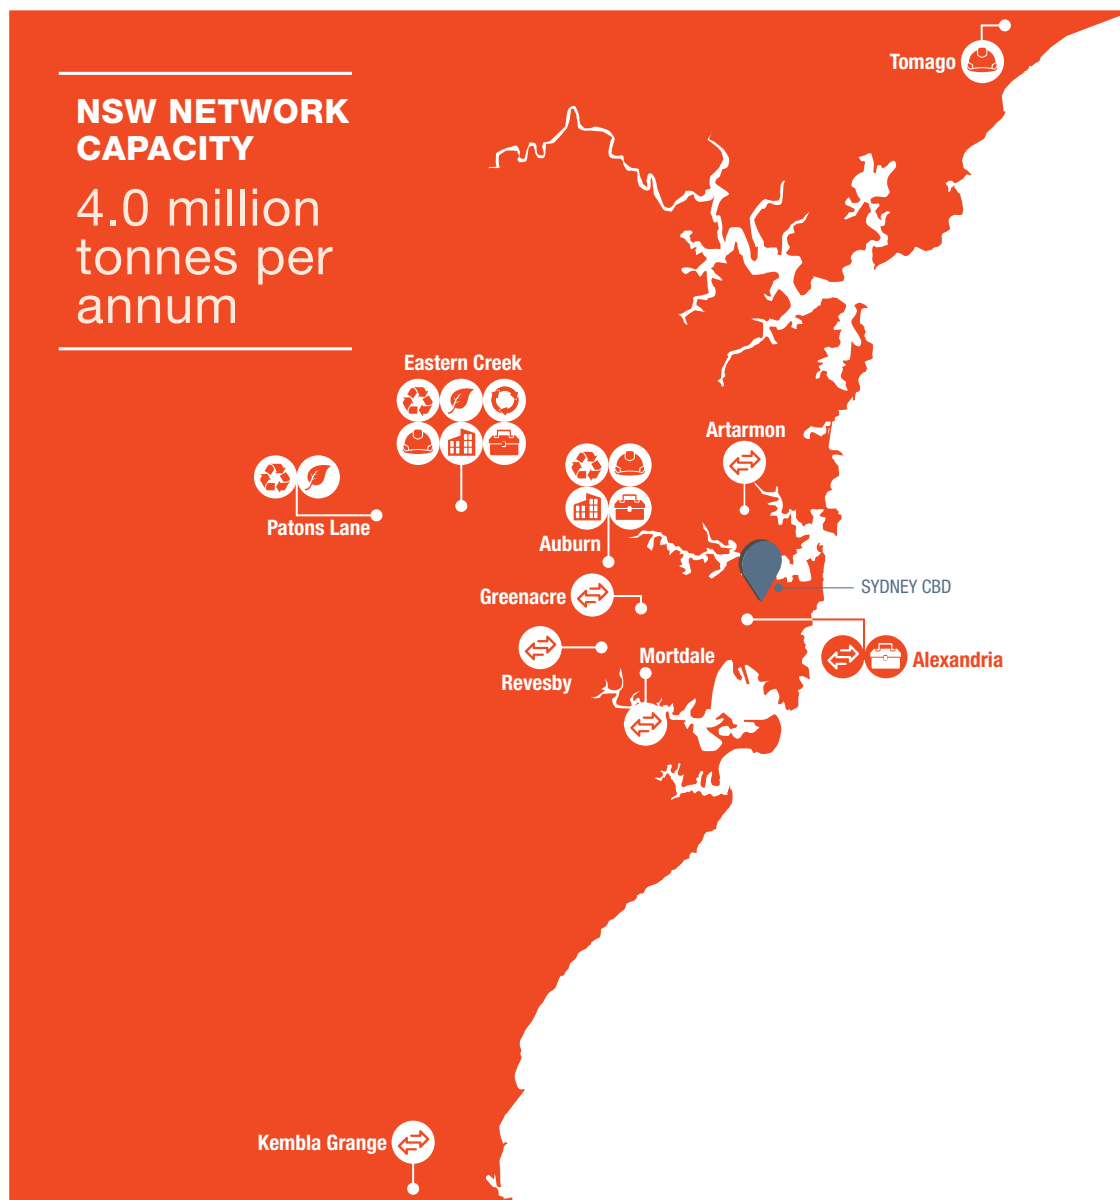 Tomago
NSW NETWORK
CAPACITY
4.0 million
tonnes per
annum
Eastern Creek
Artarmon
Patons Lane
Auburn
Greenacre
SYDNEY CBD
Mortdale
Alexandria
Revesby
Kembla Grange